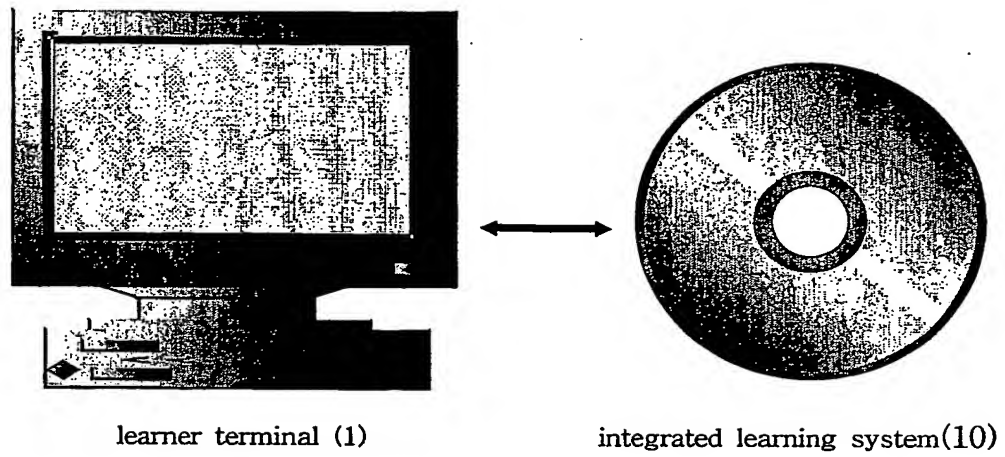 learner terminal (1)
integrated learning system(10)